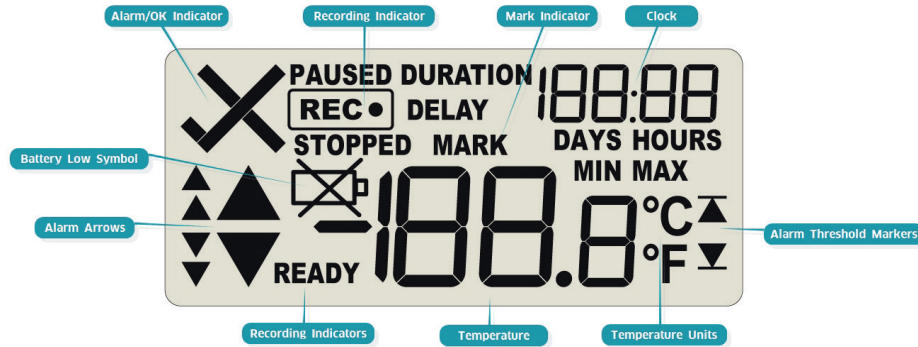 Alarm/OK Indicator
Recording Indicator
Mark Indicator
Clock
PAUSED DURATION
188:88
REC
DELAY
STOPPED MARK
DAYS HOURS
MIN MAX
Battery Low Symbol
-188.8
°C
°F
Alarm Arrows
Alarm Threshold Markers
READY
Recording Indicators
Temperature
Temperature Units